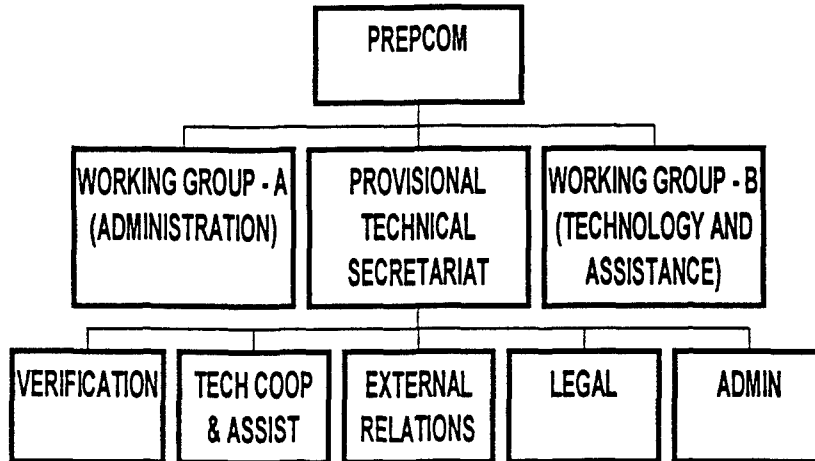 PREPCOM
WORKING GROUP - A
(ADMINISTRATION)
PROVISIONAL
TECHNICAL
SECRETARIAT
WORKING GROUP - B
(TECHNOLOGY AND
ASSISTANCE)
VERIFICATION
TECH COOP
& ASSIST
EXTERNAL
RELATIONS
LEGAL
ADMIN